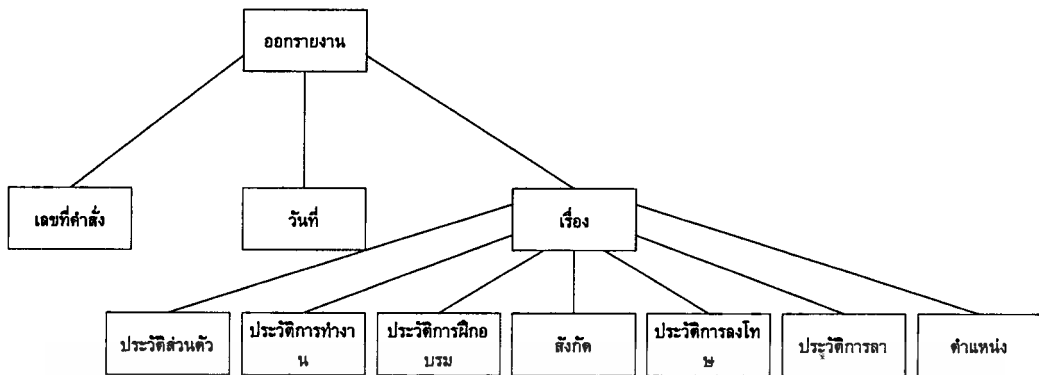 ออกรายงาน
เลขที่คำสั่ง
วันที่
เรื่อง
ประวัติส่วนตัว
ประวัติการทำงา
น
ประวัติการฝึกอ
บรม
สังกัด
ประวัติการลงโท
ษ
ประวัติการลา
ตำแหน่ง